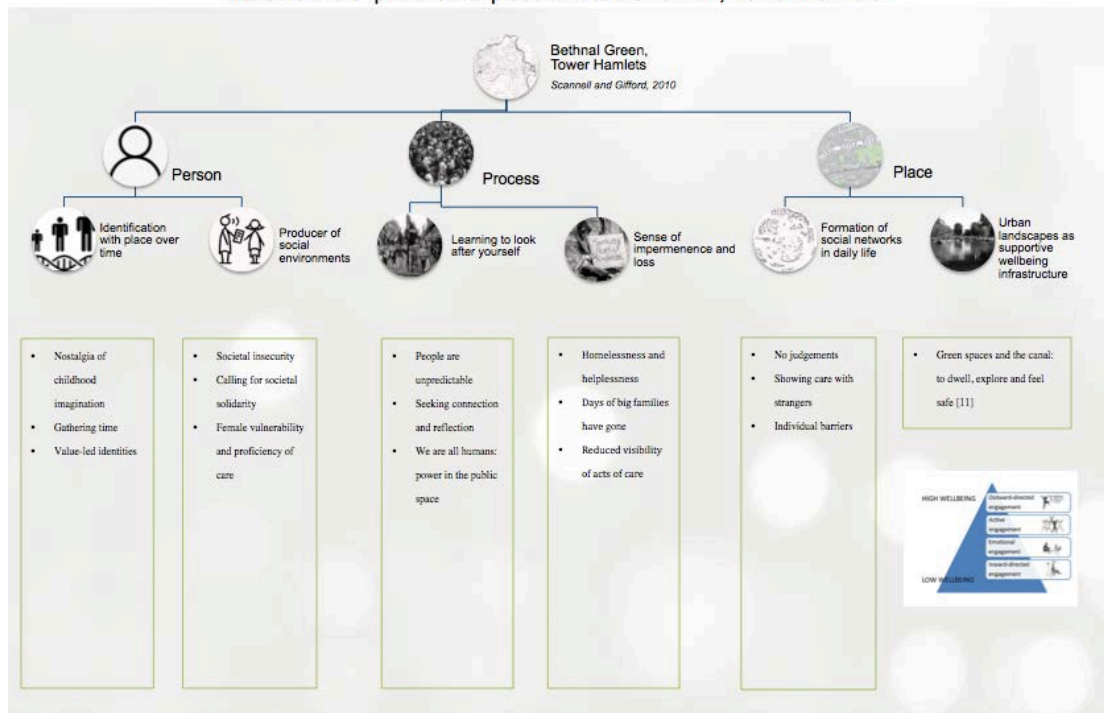 Bethnal Green,
Tower Hamlets
Scannell and Gifford, 2010
Person
Process
Place
Identification
with place over
time
Producer of
social
environments
Learning to look
after yourself
Sense of
impermenence and
loss
Formation of
social networks
in daily life
Urban
landscapes as
supportive
wellbeing
infrastructure
• Nostalgia of
childhood
imagination
• Gathering time
• Value-led identities
• Societal insecurity
• Calling for societal
solidarity
• Female vulnerability
and proficiency of
care
• People are
unpredictable
• Seeking connection
and reflection
• We are all humans:
power in the public
space
• Homelessness and
helplessness
• Days of big families
have gone
• Reduced visibility
of acts of care
• No judgements
• Showing care with
strangers
• Individual barriers
• Green spaces and the canal:
to dwell, explore and feel
safe [11]
HIGH WELLBEING
Outward-directed
engagement
Active
engagement
Emotional
engagement
Inward-directed
engagement
LOW WELLBEING